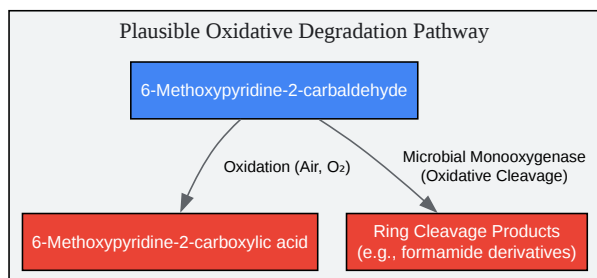 Plausible Oxidative Degradation Pathway
6-Methoxypyridine-2-carbaldehyde
Oxidation (Air, O₂)
Microbial Monooxygenase
(Oxidative Cleavage)
6-Methoxypyridine-2-carboxylic acid
Ring Cleavage Products
(e.g., formamide derivatives)